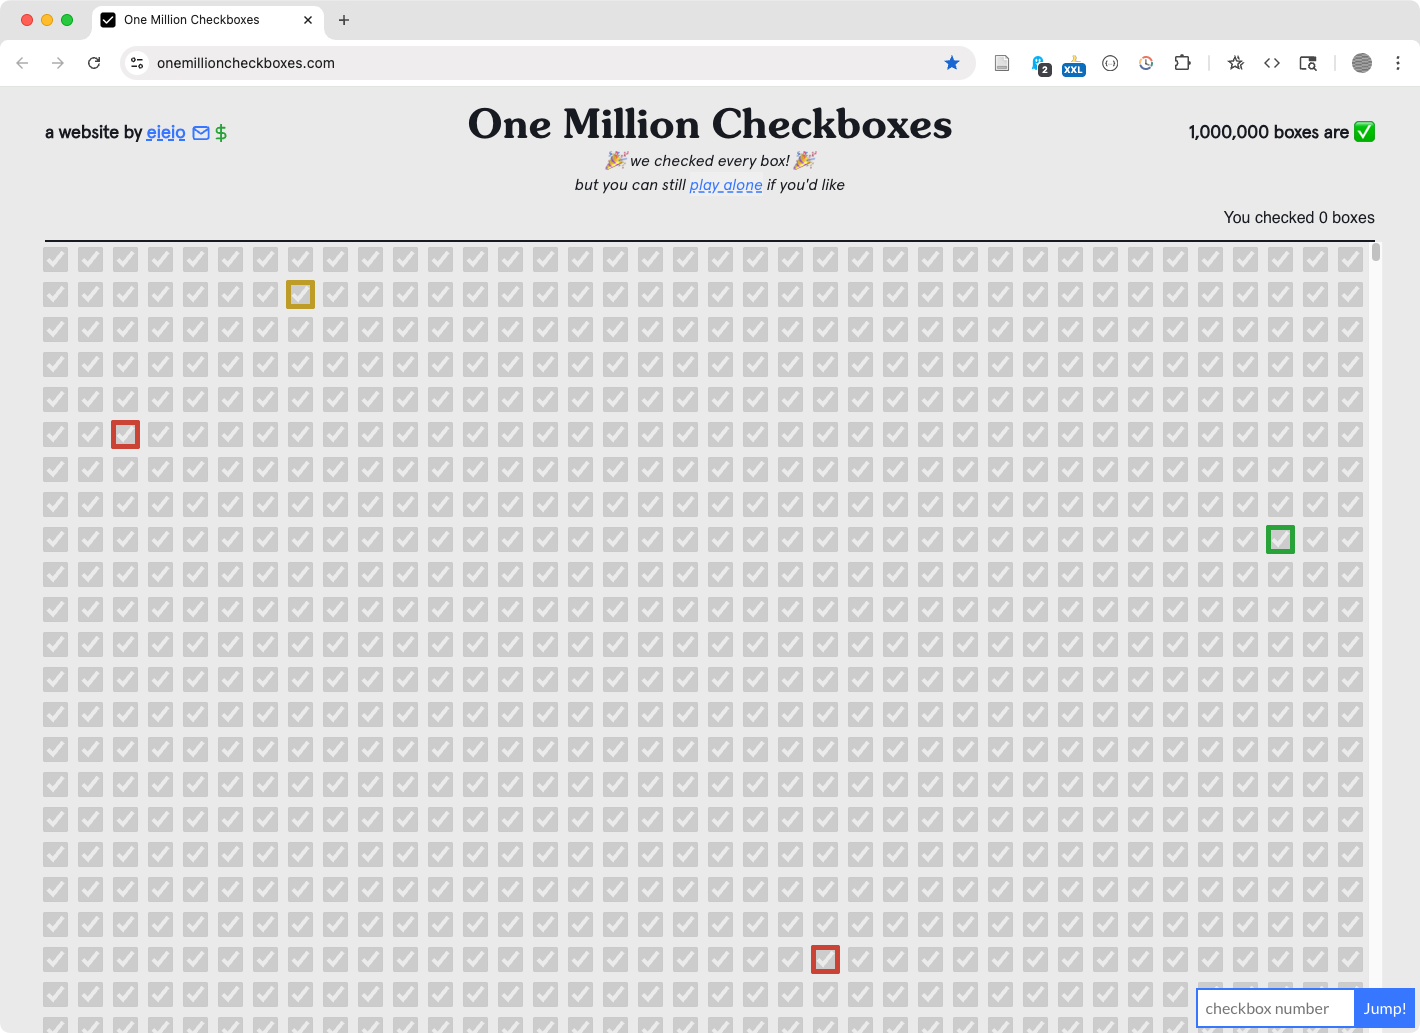 One Million Checkboxes
onemillioncheckboxes.com
2
XXL
a website by eieio
One Million Checkboxes
1,000,000 boxes are ✅
🎉 we checked every box! 🎉
but you can still play alone if you'd like
You checked 0 boxes
checkbox number
Jump!